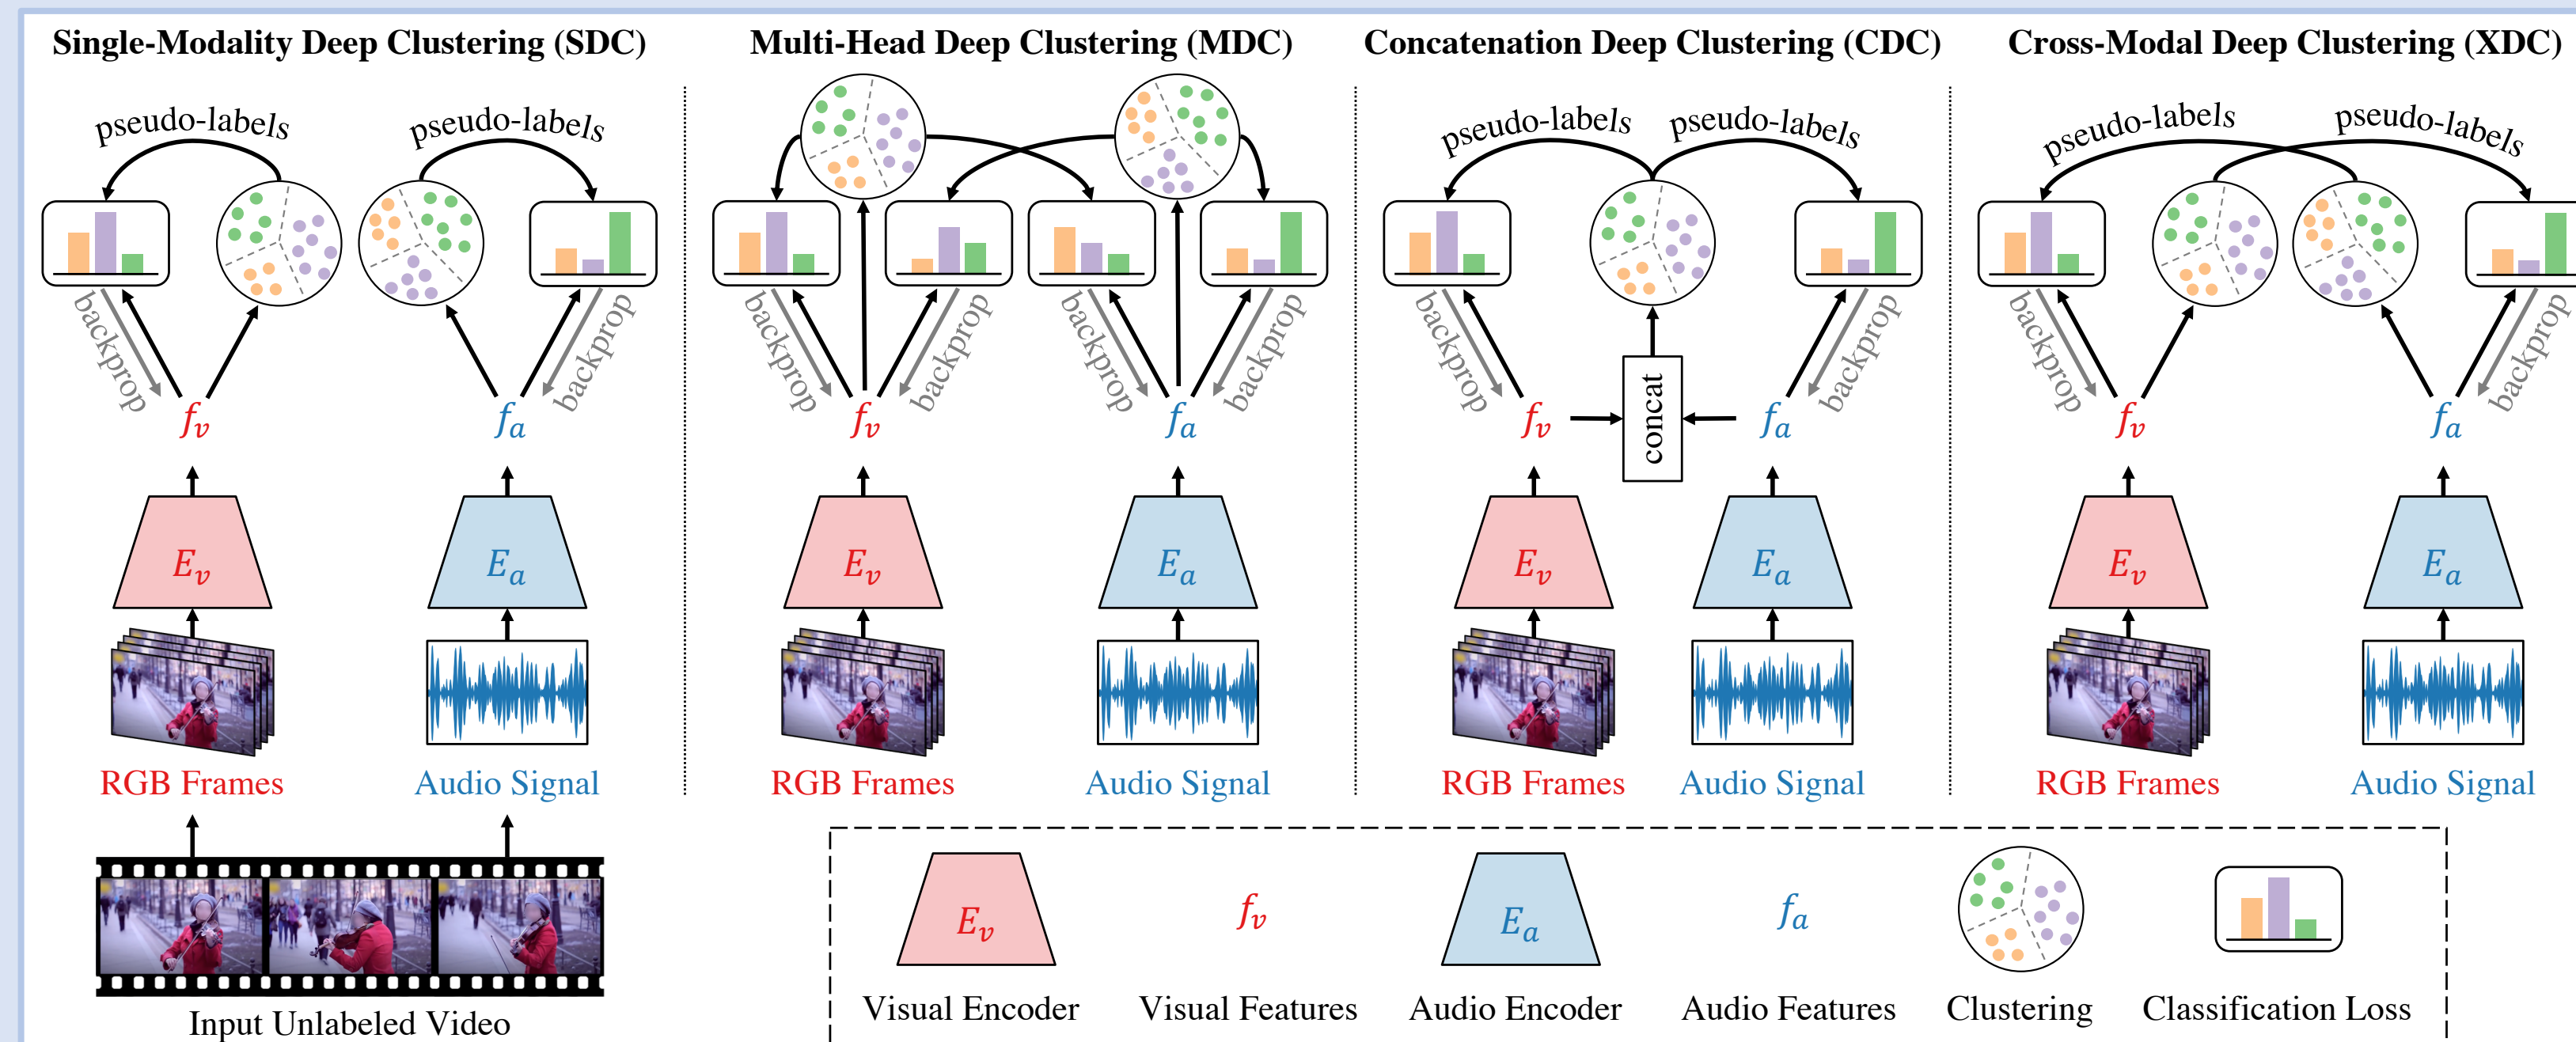 Single-Modality Deep Clustering (SDC)
pseudo-labels
pseudo-labels
backprop
backprop
f_v
f_a
E_v
E_a
RGB Frames
Audio Signal
Input Unlabeled Video
Multi-Head Deep Clustering (MDC)
backprop
backprop
backprop
backprop
f_v
f_a
E_v
E_a
RGB Frames
Audio Signal
Concatenation Deep Clustering (CDC)
pseudo-labels
pseudo-labels
backprop
backprop
f_v
concat
f_a
E_v
E_a
RGB Frames
Audio Signal
Cross-Modal Deep Clustering (XDC)
pseudo-labels
pseudo-labels
backprop
backprop
f_v
f_a
E_v
E_a
RGB Frames
Audio Signal
E_v
f_v
E_a
f_a
Visual Encoder
Visual Features
Audio Encoder
Audio Features
Clustering
Classification Loss